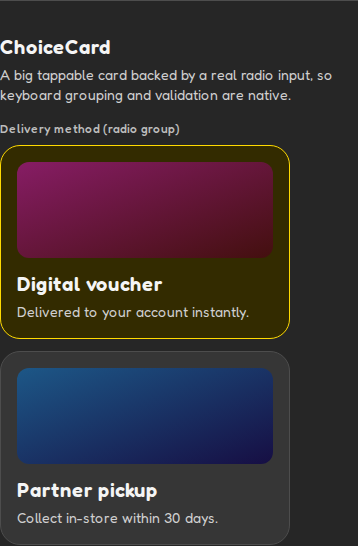 ChoiceCard
A big tappable card backed by a real radio input, so
keyboard grouping and validation are native.
Delivery method (radio group)
Digital voucher
Delivered to your account instantly.
Partner pickup
Collect in-store within 30 days.